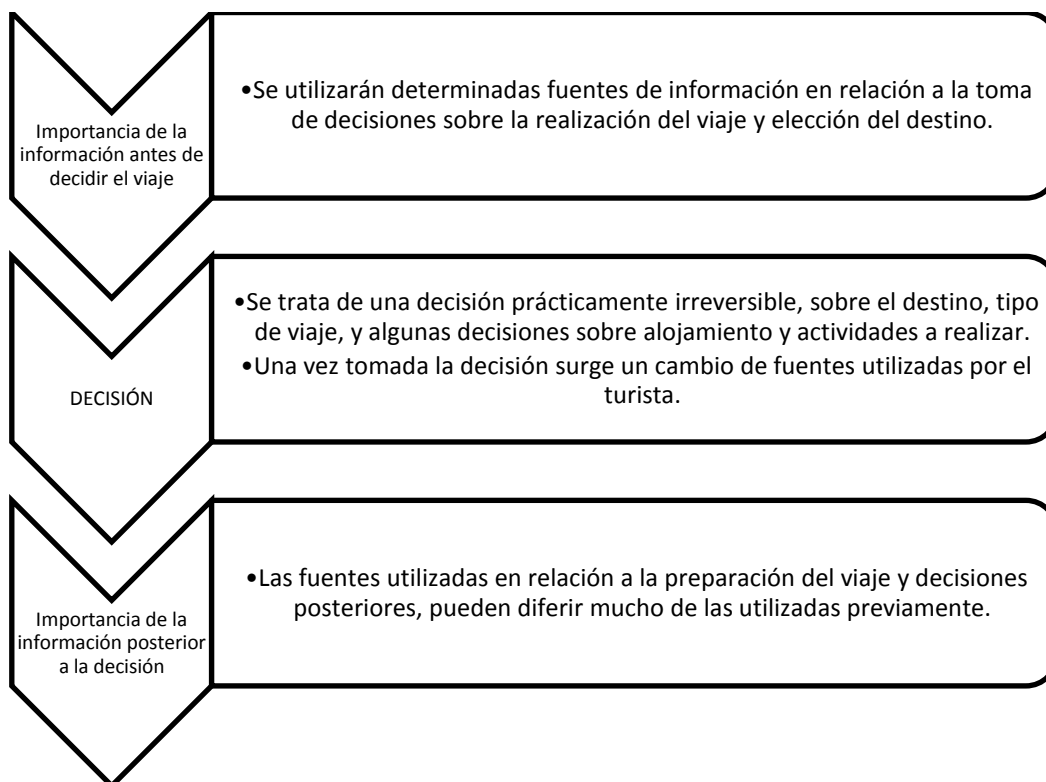 Importancia de la
información antes de
decidir el viaje
•Se utilizarán determinadas fuentes de información en relación a la toma
de decisiones sobre la realización del viaje y elección del destino.
DECISIÓN
•Se trata de una decisión prácticamente irreversible, sobre el destino, tipo
de viaje, y algunas decisiones sobre alojamiento y actividades a realizar.
•Una vez tomada la decisión surge un cambio de fuentes utilizadas por el
turista.
Importancia de la
información posterior
a la decisión
•Las fuentes utilizadas en relación a la preparación del viaje y decisiones
posteriores, pueden diferir mucho de las utilizadas previamente.